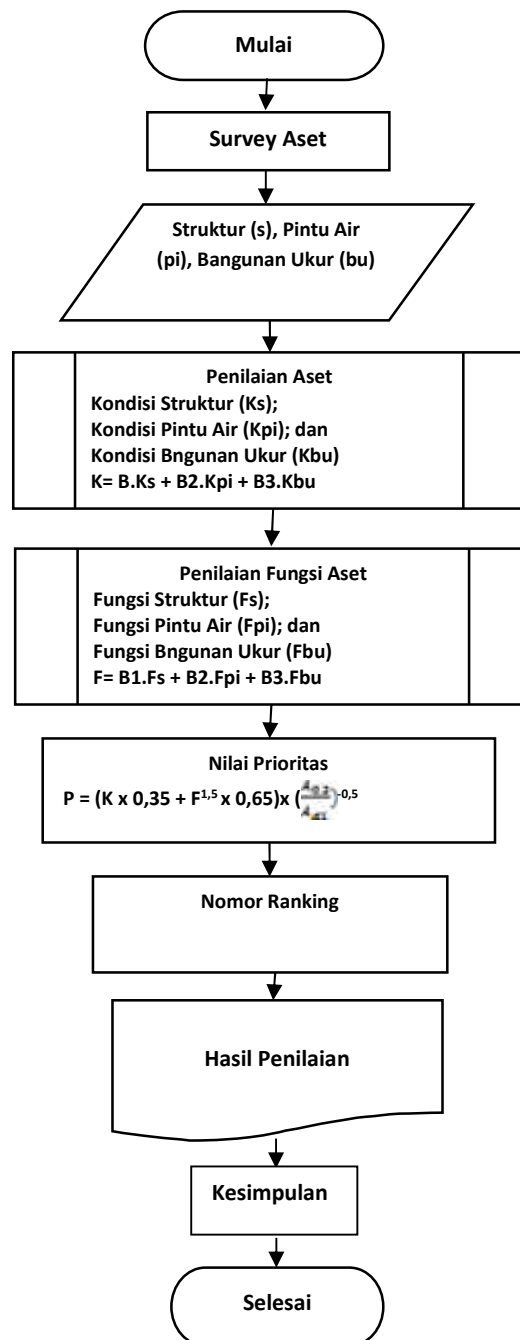 Mulai
Survey Aset
Struktur (s), Pintu Air
(pi), Bangunan Ukur (bu)
Penilaian Aset
Kondisi Struktur (Ks);
Kondisi Pintu Air (Kpi); dan
Kondisi Bngunan Ukur (Kbu)
K= B.Ks + B2.Kpi + B3.Kbu
Penilaian Fungsi Aset
Fungsi Struktur (Fs);
Fungsi Pintu Air (Fpi); dan
Fungsi Bngunan Ukur (Fbu)
F= B1.Fs + B2.Fpi + B3.Fbu
Nilai Prioritas
P = (K x 0,35 + F^1,5 x 0,65)x ( )^-0,5
Nomor Ranking
Hasil Penilaian
Kesimpulan
Selesai